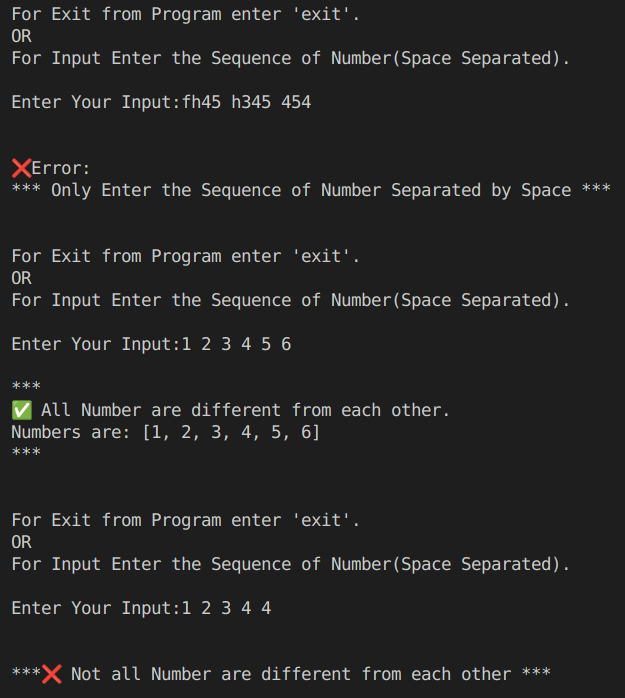 For Exit from Program enter 'exit'.
OR
For Input Enter the Sequence of Number(Space Separated).
Enter Your Input:fh45 h345 454
❌Error:
*** Only Enter the Sequence of Number Separated by Space ***
For Exit from Program enter 'exit'.
OR
For Input Enter the Sequence of Number(Space Separated).
Enter Your Input:1 2 3 4 5 6
***
✅ All Number are different from each other.
Numbers are: [1, 2, 3, 4, 5, 6]
***
For Exit from Program enter 'exit'.
OR
For Input Enter the Sequence of Number(Space Separated).
Enter Your Input:1 2 3 4 4
***❌ Not all Number are different from each other ***